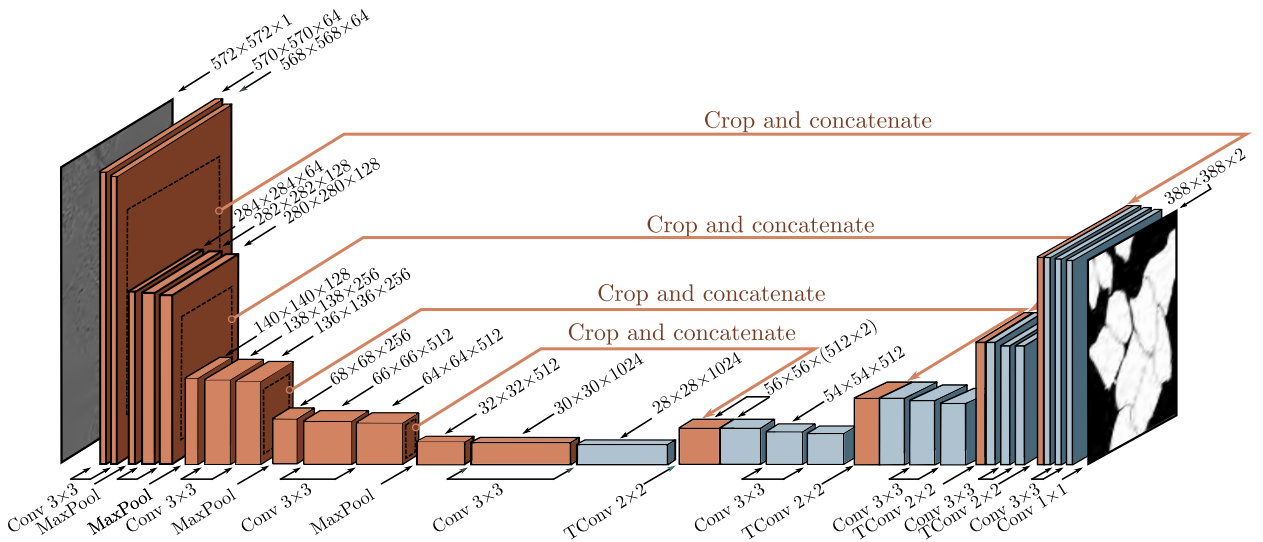 572×572×1
570×570×64
568×568×64
Crop and concatenate
284×284×64
282×282×128
280×280×128
388×388×2
Crop and concatenate
140×140×128
138×138×256
136×136×256
Crop and concatenate
68×68×256
66×66×512
64×64×512
Crop and concatenate
32×32×512
30×30×1024
28×28×1024
56×56×(512×2)
54×54×512
Conv 3×3
MaxPool
MaxPool
Conv 3×3
MaxPool
Conv 3×3
MaxPool
Conv 3×3
TConv 2×2
Conv 3×3
TConv 2×2
Conv 3×3
TConv 2×2
Conv 3×3
TConv 2×2
Conv 3×3
Conv 1×1